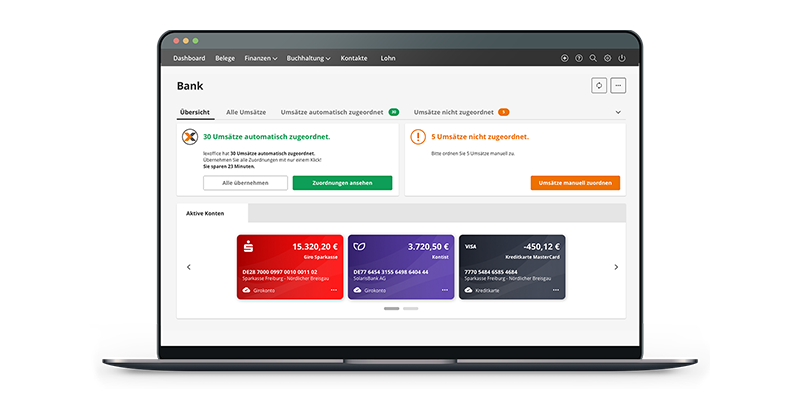 Dashboard Belege Finanzen Buchhaltung Kontakte Lohn
Bank
Übersicht Alle Umsätze Umsätze automatisch zugeordnet 30 Umsätze nicht zugeordnet 5
30 Umsätze automatisch zugeordnet.
lexoffice hat 30 Umsätze automatisch zugeordnet.
Übernehmen Sie alle Zuordnungen mit nur einem Klick!
Sie sparen 23 Minuten.
Alle übernehmen Zuordnungen ansehen
5 Umsätze nicht zugeordnet.
Bitte ordnen Sie 5 Umsätze manuell zu.
Umsätze manuell zuordnen
Aktive Konten
15.320,20 €
Giro Sparkasse
DE28 7000 0997 0010 0011 02
Sparkasse Freiburg - Nördlicher Breisgau
Girokonto
3.720,50 €
Kontist
DE77 6454 3155 6498 6404 44
SolarisBank AG
Girokonto
VISA -450,12 €
Kreditkarte MasterCard
7770 5484 6585 4684
Sparkasse Freiburg - Nördlicher Breisgau
Kreditkarte